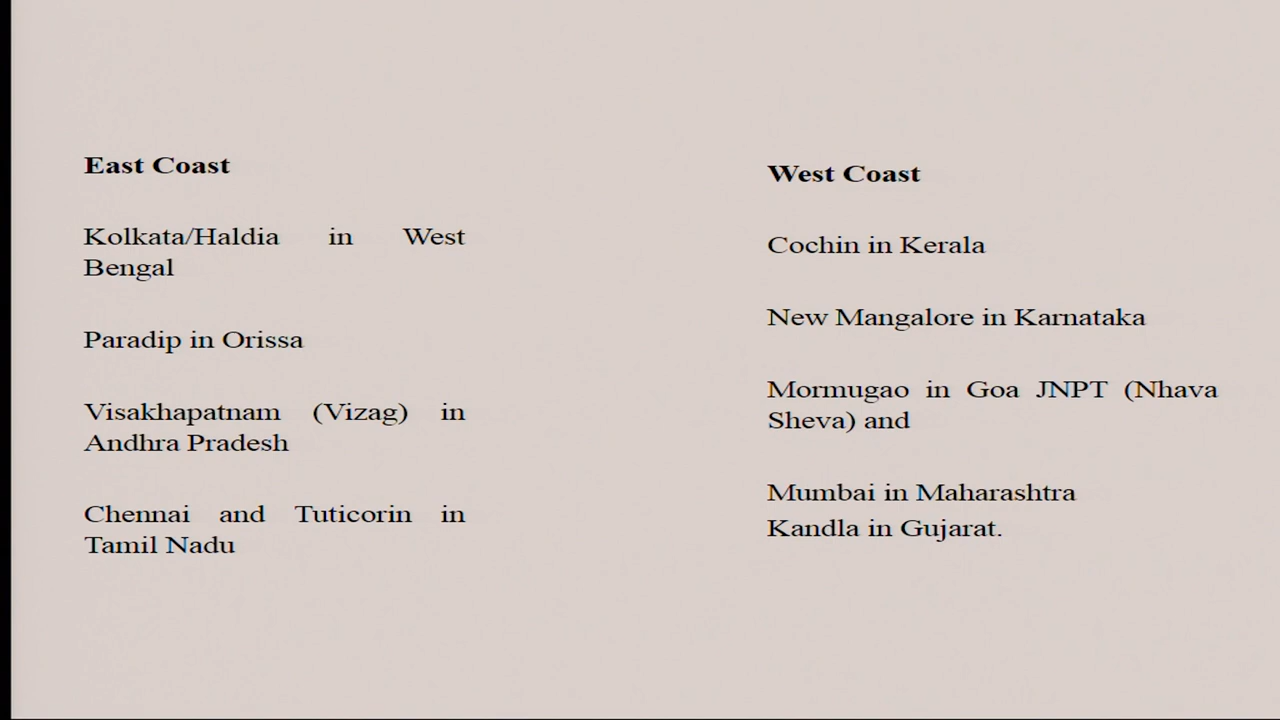 East Coast
Kolkata/Haldia in West
Bengal
Paradip in Orissa
Visakhapatnam (Vizag) in
Andhra Pradesh
Chennai and Tuticorin in
Tamil Nadu
West Coast
Cochin in Kerala
New Mangalore in Karnataka
Mormugao in Goa JNPT (Nhava
Sheva) and
Mumbai in Maharashtra
Kandla in Gujarat.